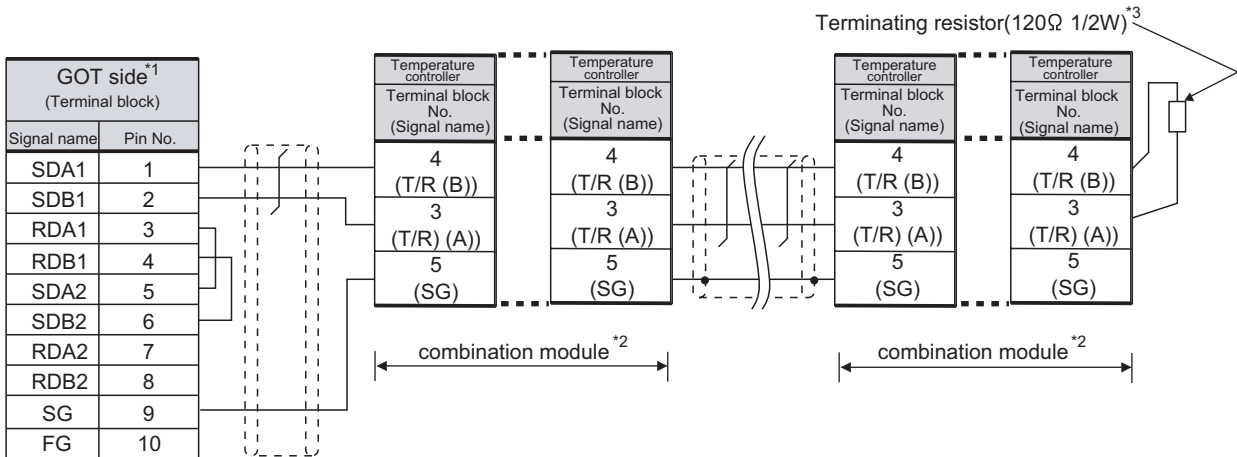 Terminating resistor(120Ω 1/2W)*3
GOT side*1
(Terminal block)
Signal name Pin No.
SDA1 1
SDB1 2
RDA1 3
RDB1 4
SDA2 5
SDB2 6
RDA2 7
RDB2 8
SG 9
FG 10
Temperature
controller
Terminal block
No.
(Signal name)
4
(T/R (B))
3
(T/R) (A))
5
(SG)
Temperature
controller
Terminal block
No.
(Signal name)
4
(T/R (B))
3
(T/R (A))
5
(SG)
combination module*2
Temperature
controller
Terminal block
No.
(Signal name)
4
(T/R (B))
3
(T/R) (A))
5
(SG)
Temperature
controller
Terminal block
No.
(Signal name)
4
(T/R (B))
3
(T/R) (A))
5
(SG)
combination module*2